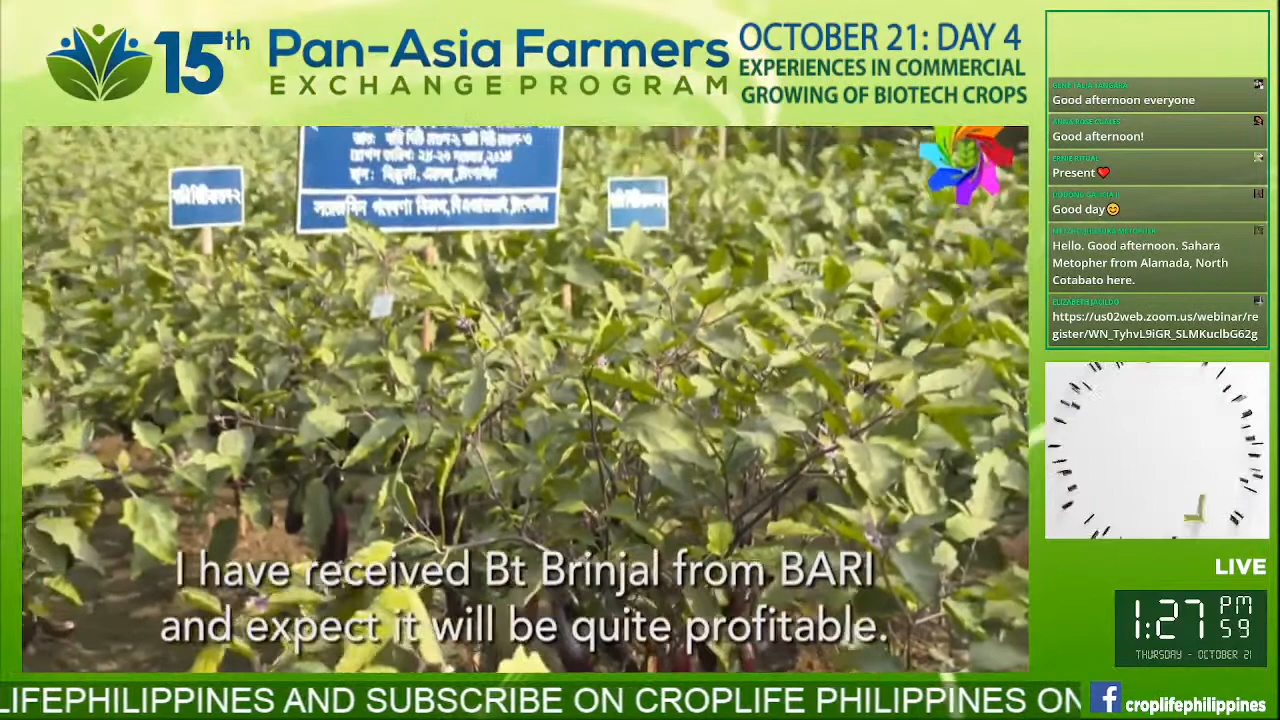 15th Pan-Asia Farmers
EXCHANGE PROGRAM
OCTOBER 21: DAY 4
EXPERIENCES IN COMMERCIAL
GROWING OF BIOTECH CROPS
Good afternoon everyone
Good afternoon!
ERNIE RITUAL
Present❤️
Good day😊
Hello. Good afternoon. Sahara
Metopher from Alamada, North
Cotabato here.
https://us02web.zoom.us/webinar/re
gister/WN_TyhvL9iGR_SLMKuclbG62g
I have received Bt Brinjal from BARI
and expect it will be quite profitable.
LIVE
1:27 PM
59
THURSDAY - OCTOBER 21
LIFEPHILIPPINES AND SUBSCRIBE ON CROPLIFE PHILIPPINES ON
croplifephilippines